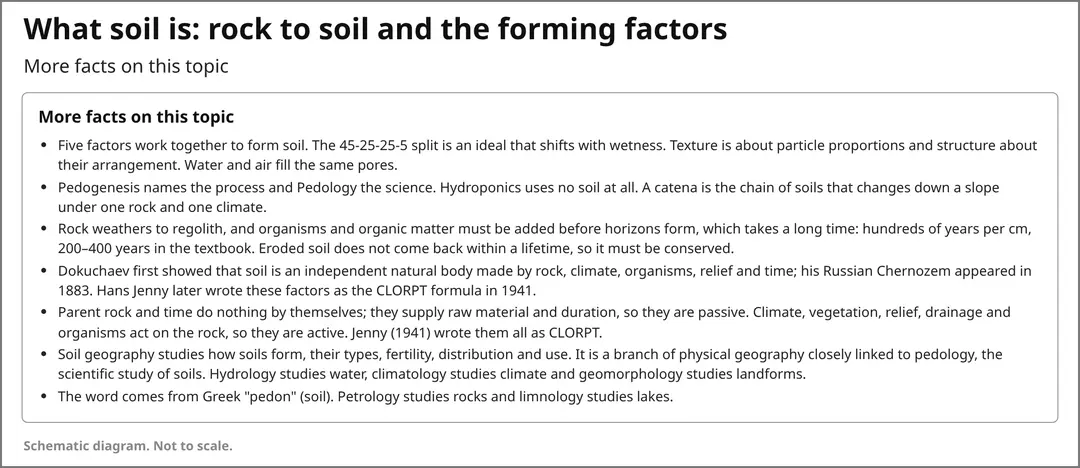 What soil is: rock to soil and the forming factors
More facts on this topic
More facts on this topic
• Five factors work together to form soil. The 45-25-25-5 split is an ideal that shifts with wetness. Texture is about particle proportions and structure about
their arrangement. Water and air fill the same pores.
• Pedogenesis names the process and Pedology the science. Hydroponics uses no soil at all. A catena is the chain of soils that changes down a slope
under one rock and one climate.
• Rock weathers to regolith, and organisms and organic matter must be added before horizons form, which takes a long time: hundreds of years per cm,
200–400 years in the textbook. Eroded soil does not come back within a lifetime, so it must be conserved.
• Dokuchaev first showed that soil is an independent natural body made by rock, climate, organisms, relief and time; his Russian Chernozem appeared in
1883. Hans Jenny later wrote these factors as the CLORPT formula in 1941.
• Parent rock and time do nothing by themselves; they supply raw material and duration, so they are passive. Climate, vegetation, relief, drainage and
organisms act on the rock, so they are active. Jenny (1941) wrote them all as CLORPT.
• Soil geography studies how soils form, their types, fertility, distribution and use. It is a branch of physical geography closely linked to pedology, the
scientific study of soils. Hydrology studies water, climatology studies climate and geomorphology studies landforms.
• The word comes from Greek "pedon" (soil). Petrology studies rocks and limnology studies lakes.
Schematic diagram. Not to scale.